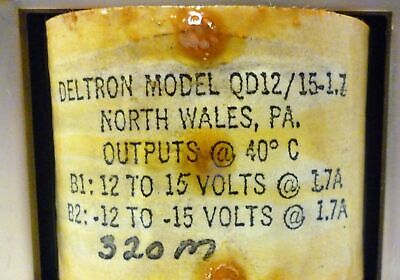 DELTRON MODEL QD12/15-1.7
NORTH WALES, PA.
OUTPUTS @ 40° C
B1: 12 TO 15 VOLTS @ 1.7A
B2: -12 TO -15 VOLTS @ 1.7A
320m